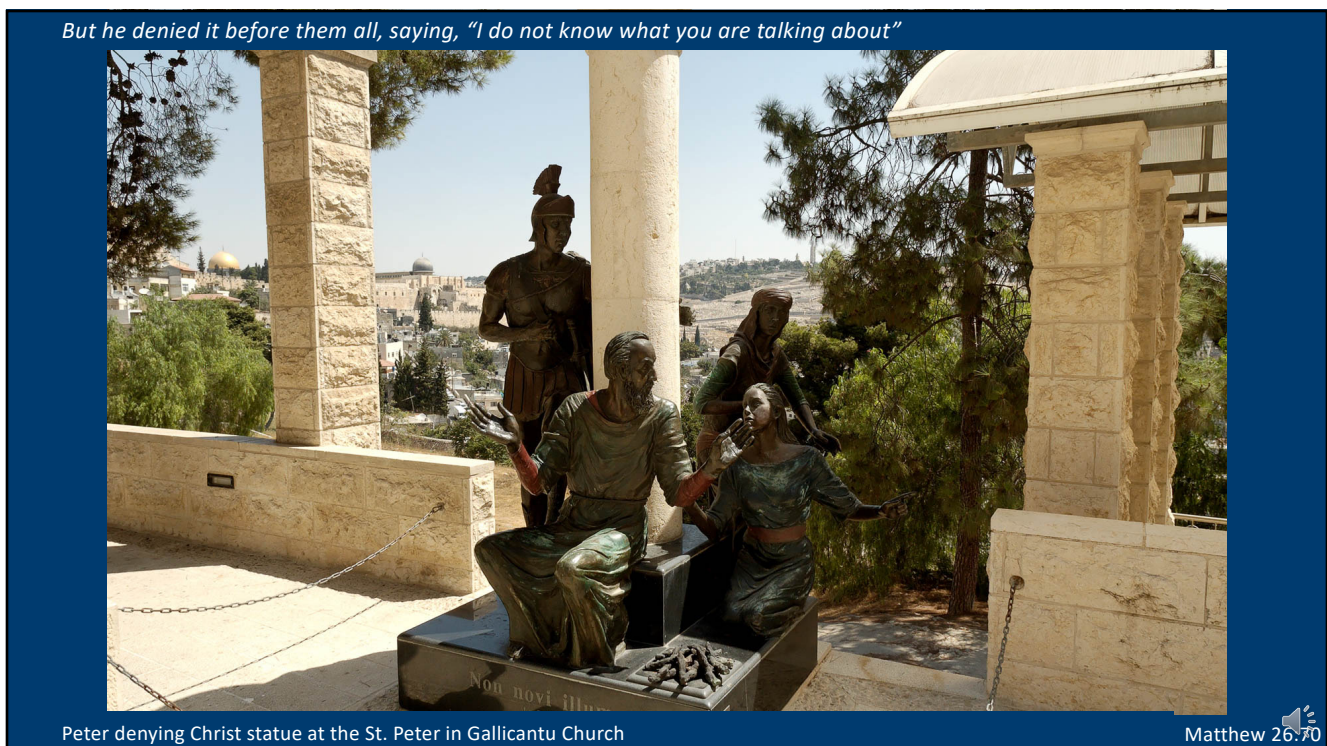 But he denied it before them all, saying, “I do not know what you are talking about”
Non novi illum
Peter denying Christ statue at the St. Peter in Gallicantu Church
Matthew 26:70